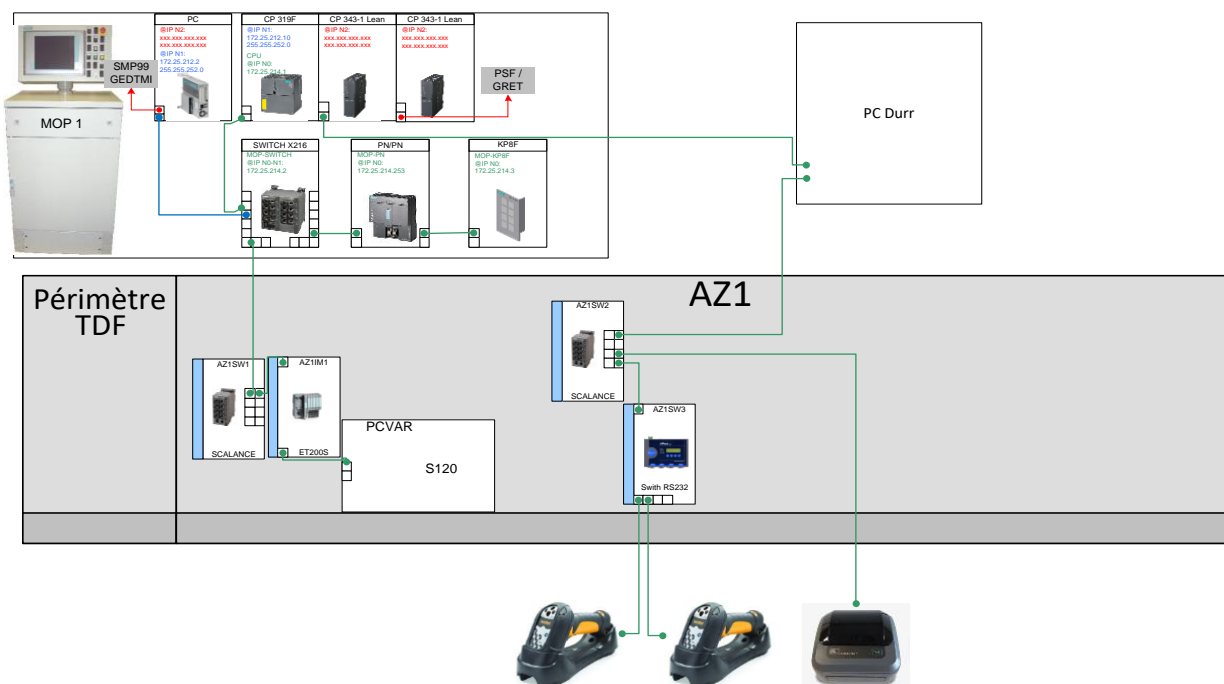 PC
@IP N2:
xxx.xxx.xxx.xxx
xxx.xxx.xxx.xxx
@IP N1:
172.25.212.2
255.255.252.0
CP 319F
@IP N1:
172.25.212.10
255.255.252.0
CPU
@IP N0:
172.25.214.1
CP 343-1 Lean
@IP N2:
xxx.xxx.xxx.xxx
xxx.xxx.xxx.xxx
CP 343-1 Lean
@IP N2:
xxx.xxx.xxx.xxx
xxx.xxx.xxx.xxx
SMP99
GEDTMI
PSF /
GRET
MOP 1
PC Durr
SWITCH X216
MOP-SWITCH
@IP N0-N1:
172.25.214.2
PN/PN
MOP-PN
@IP N0:
172.25.214.253
KP8F
MOP-KP8F
@IP N0:
172.25.214.3
Périmètre
TDF
AZ1
AZ1SW1
SCALANCE
AZ1IM1
ET200S
PCVAR
S120
AZ1SW2
SCALANCE
AZ1SW3
Swith RS232